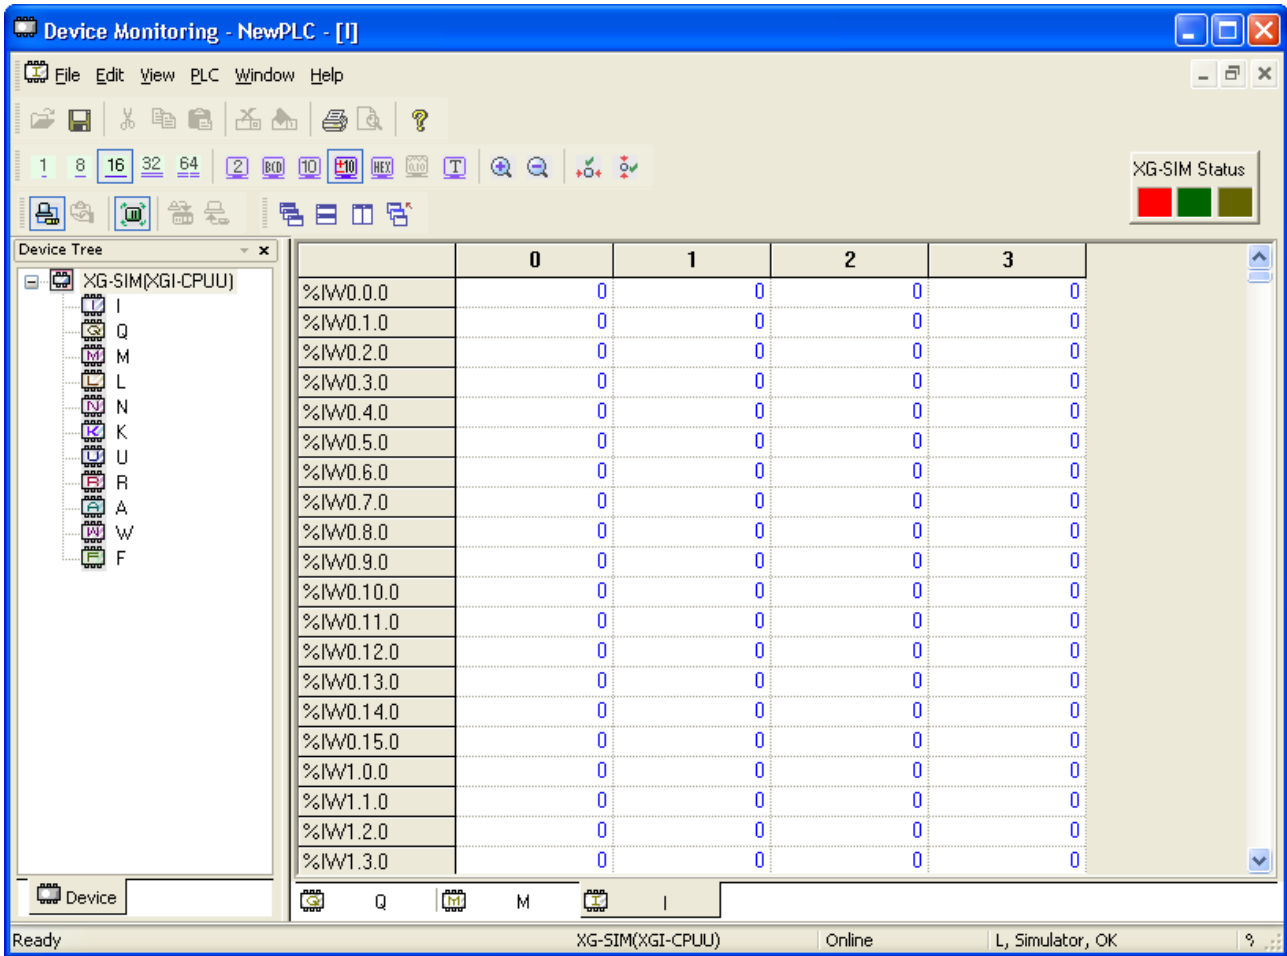 Device Monitoring - NewPLC - [I]
File Edit View PLC Window Help
1 8 16 32 64 2 BCD 10 ±10 HEX 0.10 T
XG-SIM Status
Device Tree
XG-SIM(XGI-CPUU)
I
Q
M
L
N
K
U
R
A
W
F
0 1 2 3
%IW0.0.0 0 0 0 0
%IW0.1.0 0 0 0 0
%IW0.2.0 0 0 0 0
%IW0.3.0 0 0 0 0
%IW0.4.0 0 0 0 0
%IW0.5.0 0 0 0 0
%IW0.6.0 0 0 0 0
%IW0.7.0 0 0 0 0
%IW0.8.0 0 0 0 0
%IW0.9.0 0 0 0 0
%IW0.10.0 0 0 0 0
%IW0.11.0 0 0 0 0
%IW0.12.0 0 0 0 0
%IW0.13.0 0 0 0 0
%IW0.14.0 0 0 0 0
%IW0.15.0 0 0 0 0
%IW1.0.0 0 0 0 0
%IW1.1.0 0 0 0 0
%IW1.2.0 0 0 0 0
%IW1.3.0 0 0 0 0
Device
Q M I
Ready XG-SIM(XGI-CPUU) Online L, Simulator, OK